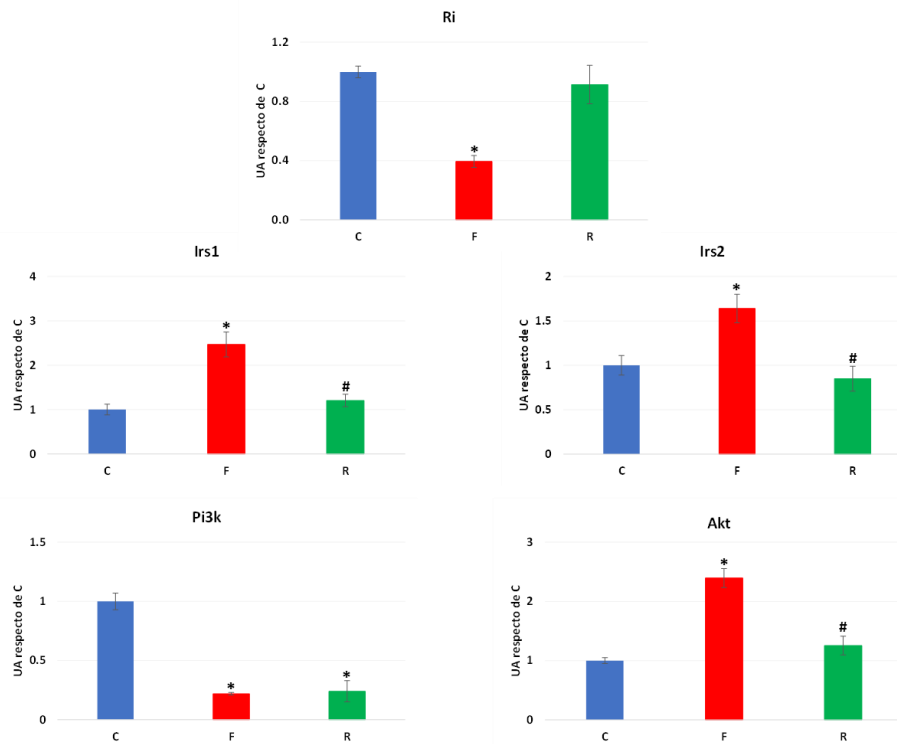 Ri
UA respecto de C
1.2
0.8
*
0.4
0.0
C F R
Irs1
UA respecto de C
4
*
3
2
#
1
0
C F R
Irs2
UA respecto de C
2
*
1.5
#
1
0.5
0
C F R
Pi3k
UA respecto de C
1.5
1
0.5
* *
0
C F R
Akt
UA respecto de C
3
*
2
#
1
0
C F R